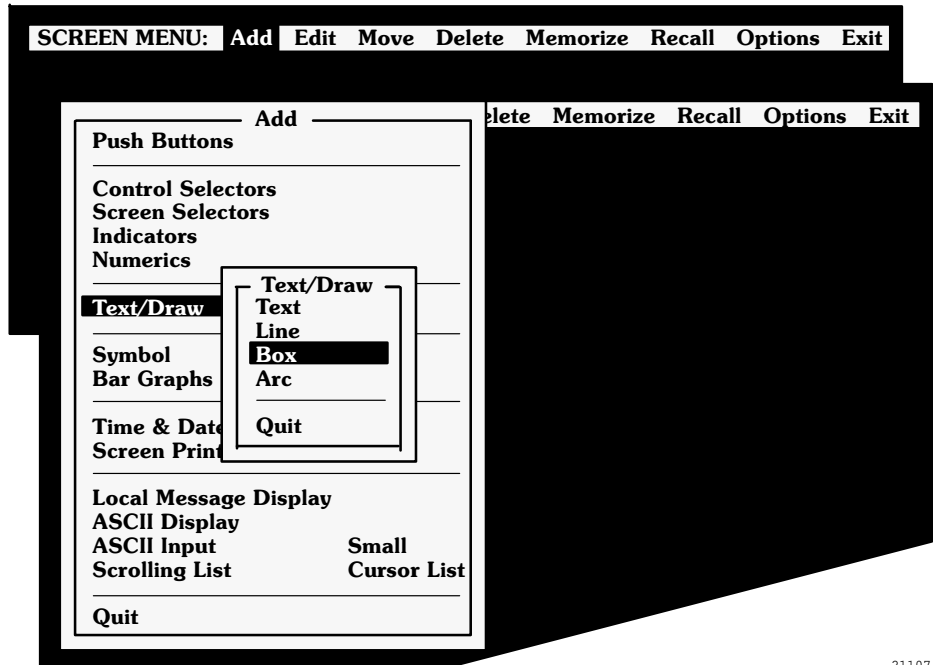 SCREEN MENU: Add Edit Move Delete Memorize Recall Options Exit
elete Memorize Recall Options Exit
Add
Push Buttons
Control Selectors
Screen Selectors
Indicators
Numerics
Text/Draw
Symbol
Bar Graphs
Time & Date
Screen Print
Text/Draw
Text
Line
Box
Arc
Quit
Local Message Display
ASCII Display
ASCII Input Small
Scrolling List Cursor List
Quit